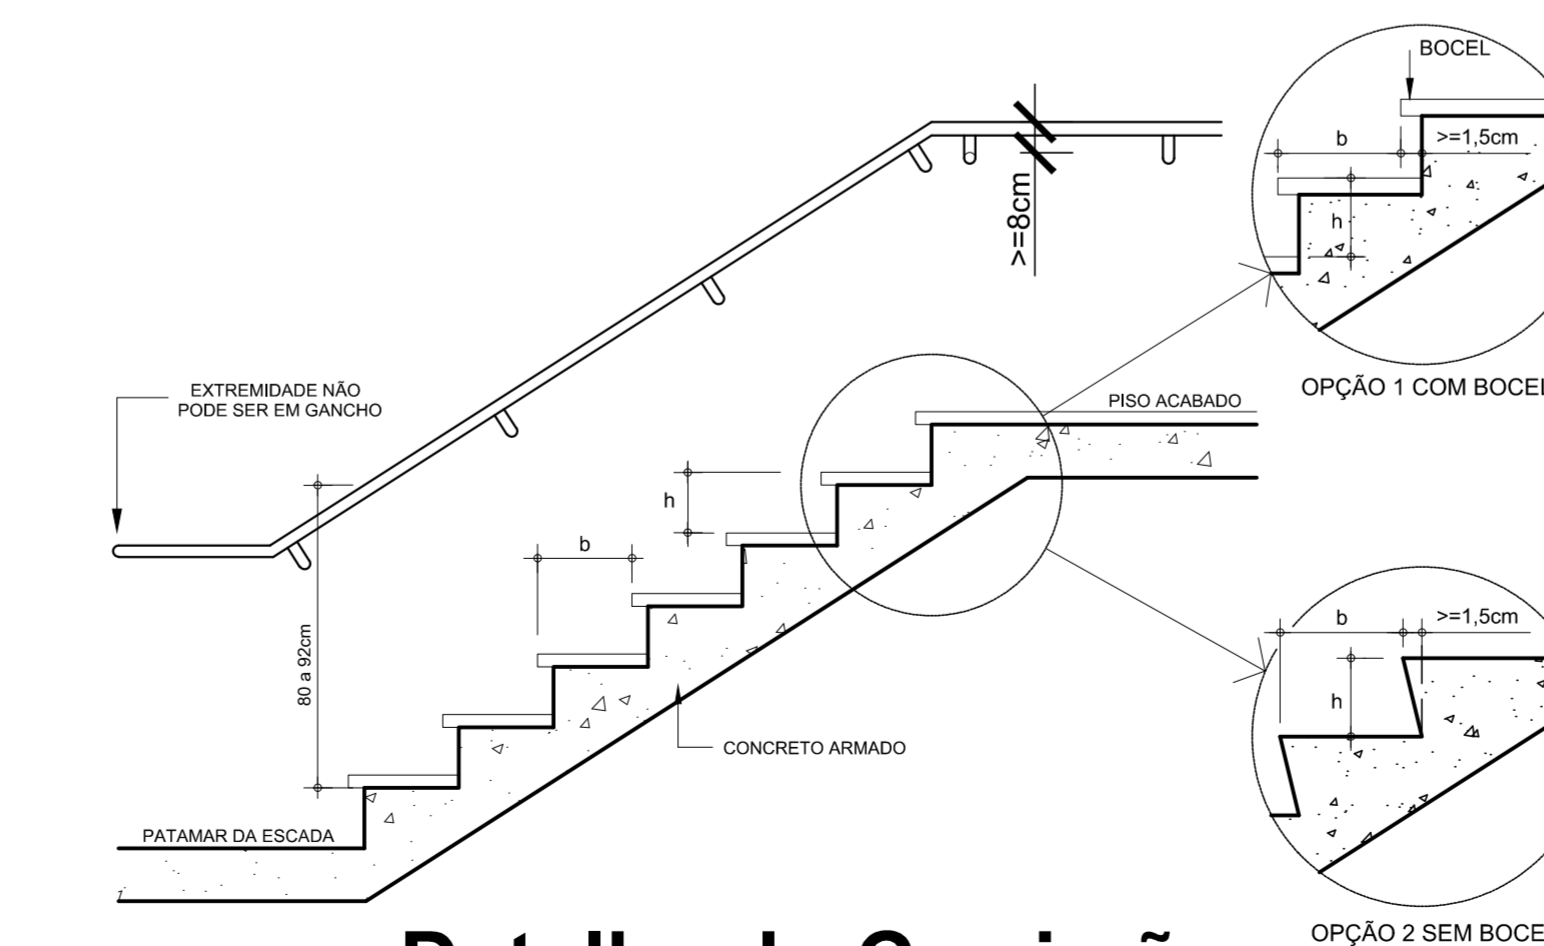 BOCEL
b
>=1,5cm
h
>=8cm
OPÇÃO 1 COM BOCEL
EXTREMIDADE NÃO
PODE SER EM GANCHO
PISO ACABADO
h
b
80 a 92cm
b
>=1,5cm
h
CONCRETO ARMADO
PATAMAR DA ESCADA
OPÇÃO 2 SEM BOCE